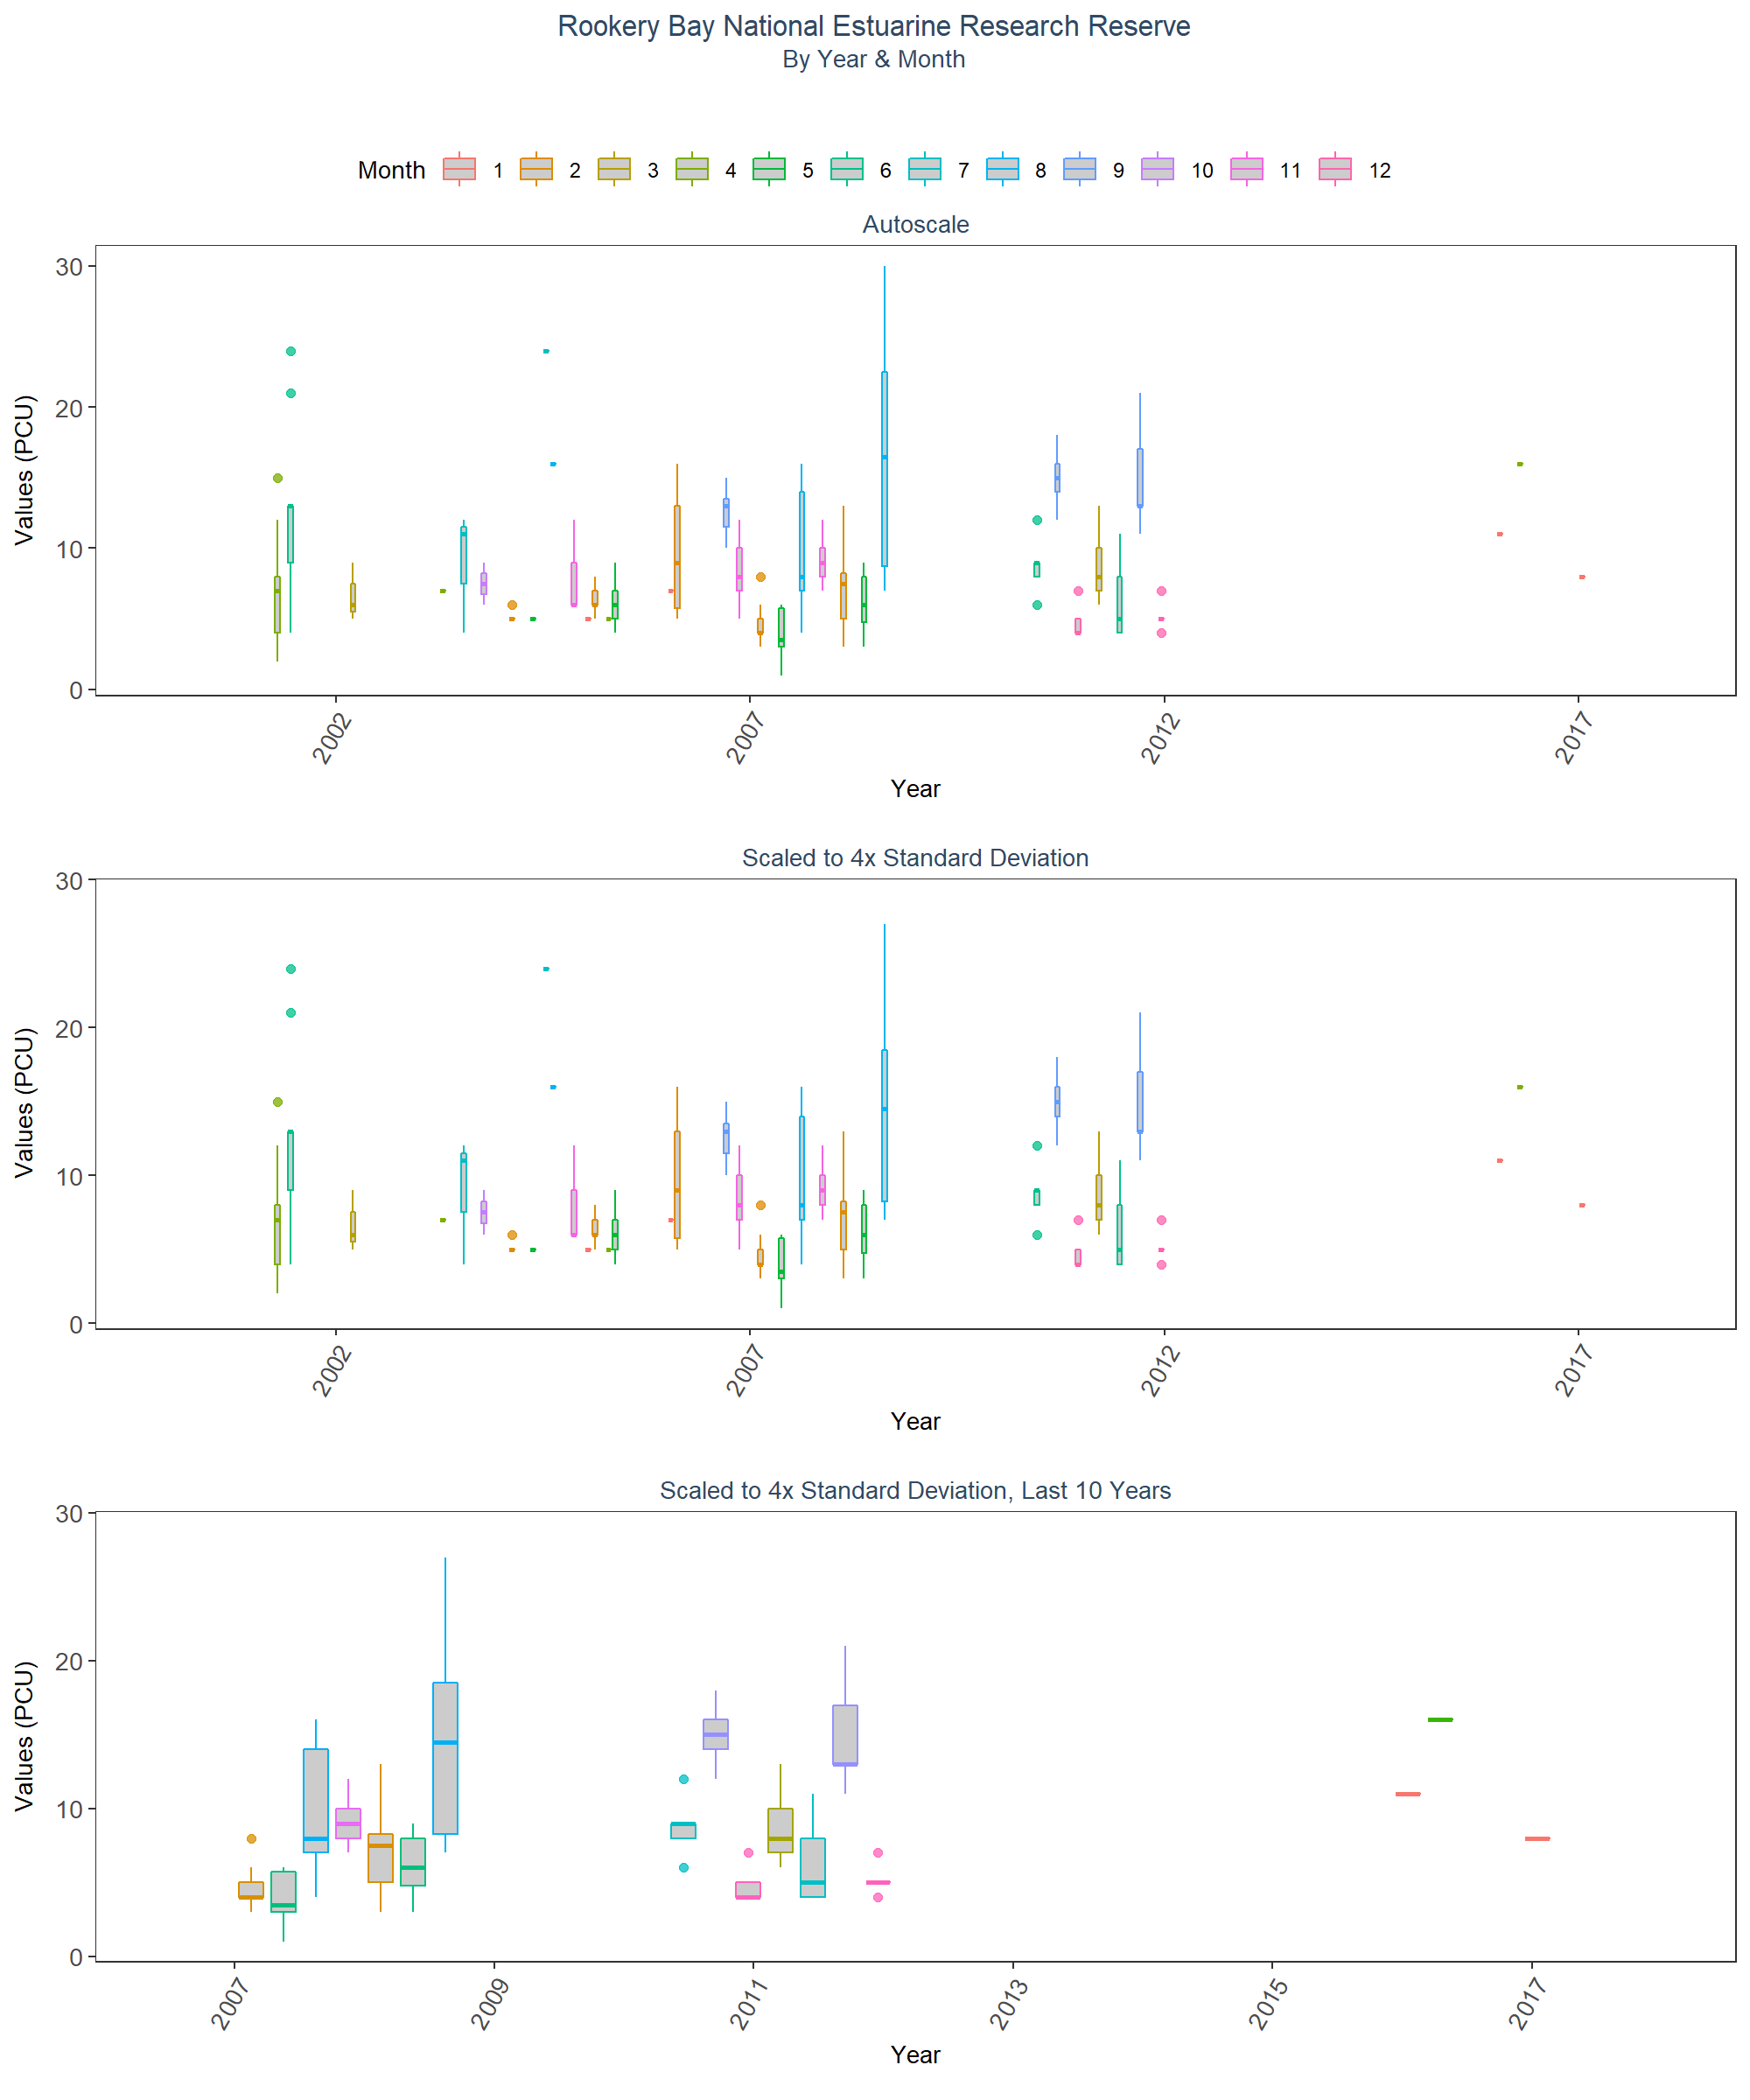 Rookery Bay National Estuarine Research Reserve
By Year & Month
Month 1 2 3 4 5 6 7 8 9 10 11 12
Autoscale
Values (PCU)
30
20
10
0
2002 2007 2012 2017
Year
Scaled to 4x Standard Deviation
Values (PCU)
30
20
10
0
2002 2007 2012 2017
Year
Scaled to 4x Standard Deviation, Last 10 Years
Values (PCU)
30
20
10
0
2007 2009 2011 2013 2015 2017
Year